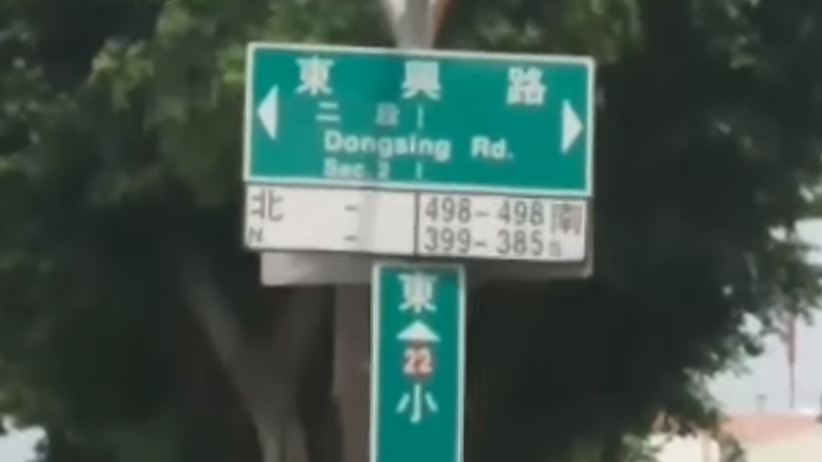 東興路
二段
Dongsing Rd.
Sec. 2
北 - 498-498 南
N - 399-385
東
22
小